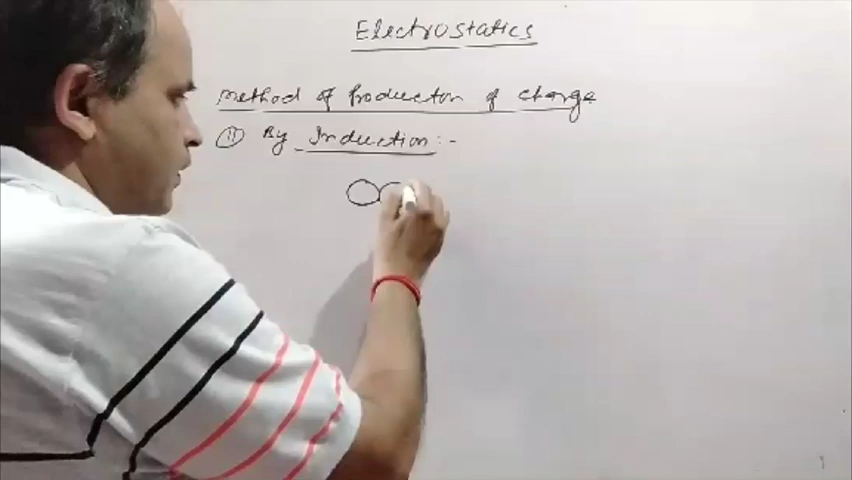 Electrostatics
Method of Production of charge
(II) By Induction :-